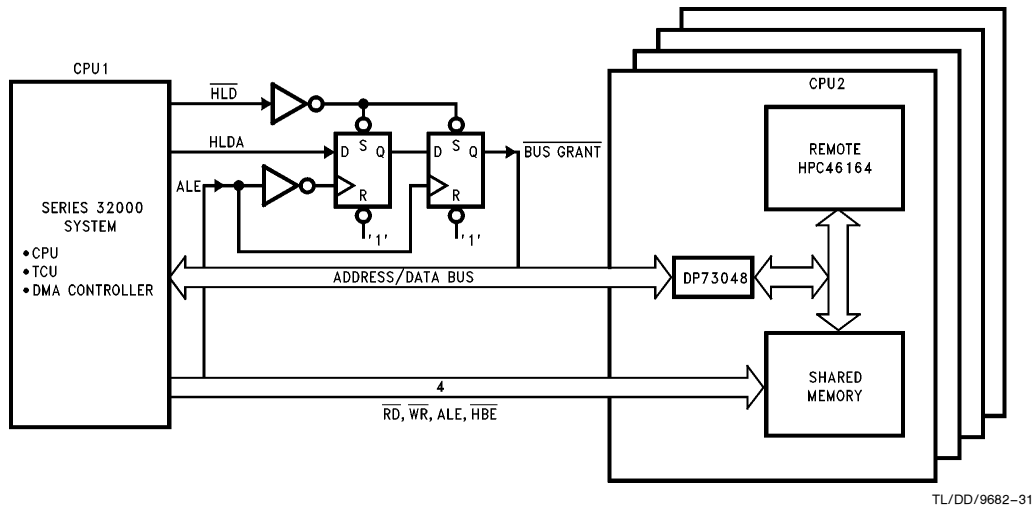 CPU1
CPU2
HLD
HLDA
ALE
D S Q
R
'1'
D S Q
R
'1'
BUS GRANT
REMOTE
HPC46164
SERIES 32000
SYSTEM
• CPU
• TCU
• DMA CONTROLLER
ADDRESS/DATA BUS
DP73048
4
RD, WR, ALE, HBE
SHARED
MEMORY
TL/DD/9682–31